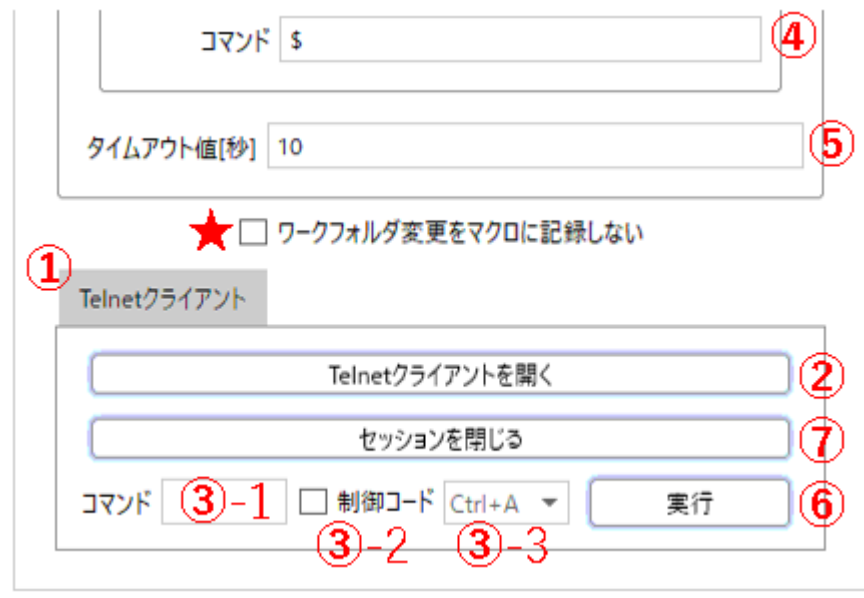 コマンド $ ④
タイムアウト値[秒] 10 ⑤
★ ワークフォルダ変更をマクロに記録しない
①
Telnetクライアント
Telnetクライアントを開く ②
セッションを閉じる ⑦
コマンド ③-1 制御コード Ctrl+A 実行 ⑥
③-2 ③-3